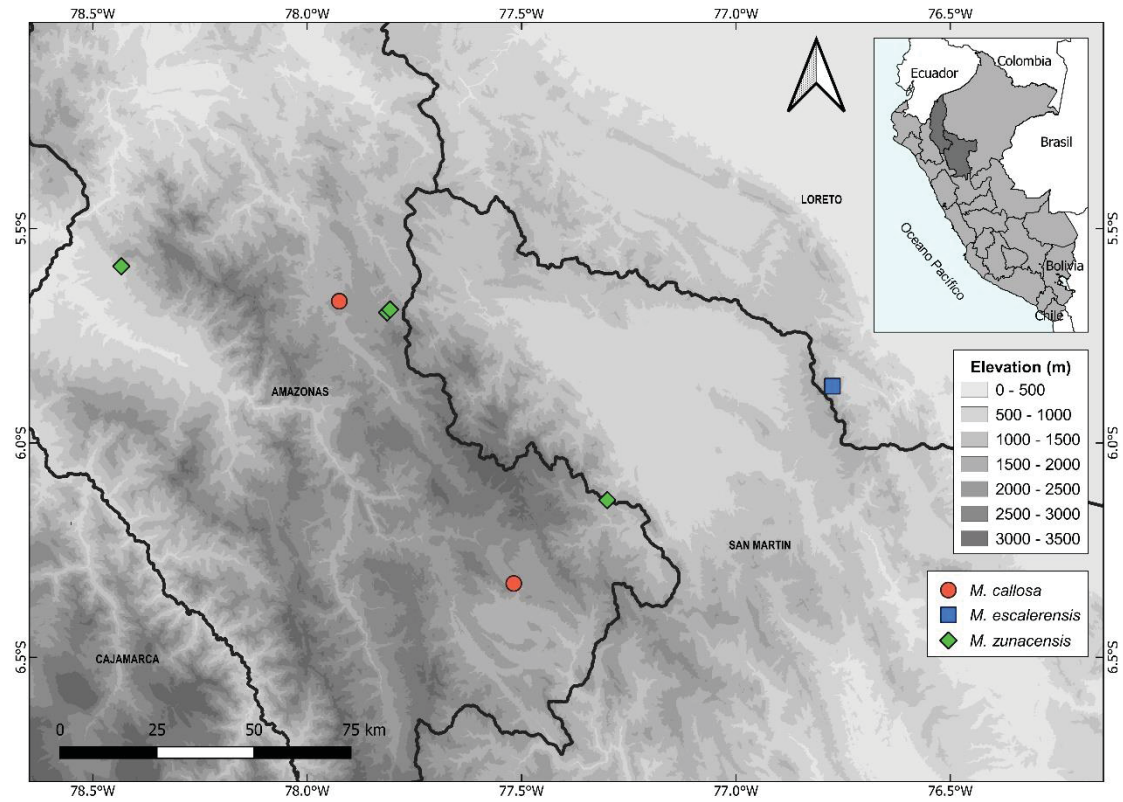 78.5°W 78.0°W 77.5°W 77.0°W 76.5°W
Ecuador
Colombia
Brasil
Oceano Pacífico
Bolivia
Chile
LORETO
5.5°S 5.5°S
AMAZONAS
Elevation (m)
0 - 500
500 - 1000
1000 - 1500
1500 - 2000
2000 - 2500
2500 - 3000
3000 - 3500
6.0°S 6.0°S
SAN MARTIN
M. callosa
M. escalerensis
M. zunacensis
CAJAMARCA
6.5°S 6.5°S
0 25 50 75 km
78.5°W 78.0°W 77.5°W 77.0°W 76.5°W